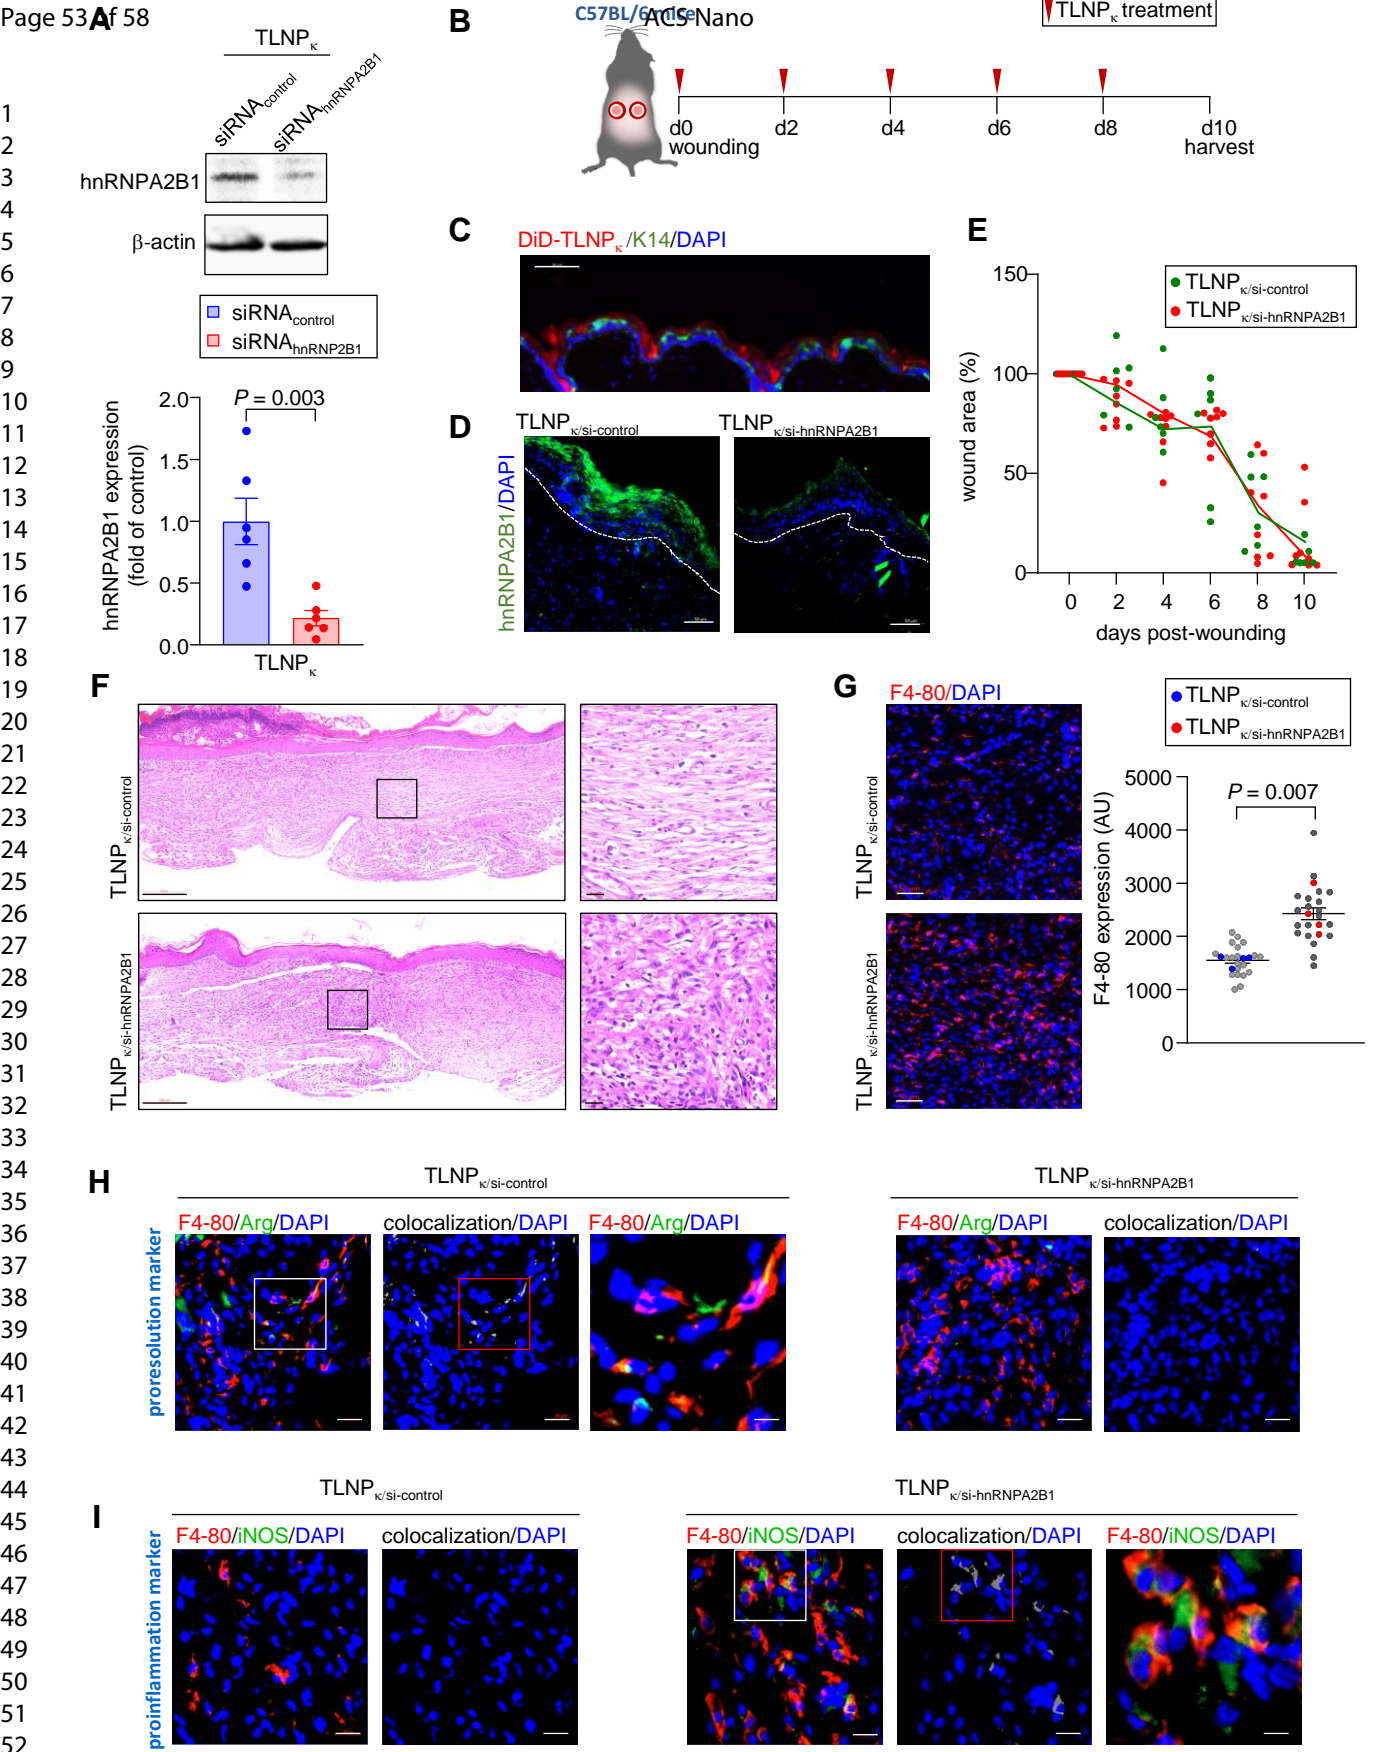 Page 53 of 58
ACS Nano
A
TLNPκ
siRNAcontrol
siRNAhnRNPA2B1
hnRNPA2B1
β-actin
siRNAcontrol
siRNAhnRNP2B1
hnRNPA2B1 expression
(fold of control)
2.0
1.5
1.0
0.5
0.0
P = 0.003
TLNPκ
B
C57BL/6 mice
TLNPκ treatment
d0
d2
d4
d6
d8
d10
wounding
harvest
C
DiD-TLNPκ/K14/DAPI
D
TLNPκ/si-control
TLNPκ/si-hnRNPA2B1
hnRNPA2B1/DAPI
E
TLNPκ/si-control
TLNPκ/si-hnRNPA2B1
wound area (%)
150
100
50
0
0 2 4 6 8 10
days post-wounding
F
TLNPκ/si-control
TLNPκ/si-hnRNPA2B1
G
F4-80/DAPI
TLNPκ/si-control
TLNPκ/si-hnRNPA2B1
TLNPκ/si-control
TLNPκ/si-hnRNPA2B1
F4-80 expression (AU)
5000
4000
3000
2000
1000
0
P = 0.007
H
TLNPκ/si-control
TLNPκ/si-hnRNPA2B1
proresolution marker
F4-80/Arg/DAPI
colocalization/DAPI
F4-80/Arg/DAPI
F4-80/Arg/DAPI
colocalization/DAPI
I
TLNPκ/si-control
TLNPκ/si-hnRNPA2B1
proinflammation marker
F4-80/iNOS/DAPI
colocalization/DAPI
F4-80/iNOS/DAPI
colocalization/DAPI
F4-80/iNOS/DAPI
1
2
3
4
5
6
7
8
9
10
11
12
13
14
15
16
17
18
19
20
21
22
23
24
25
26
27
28
29
30
31
32
33
34
35
36
37
38
39
40
41
42
43
44
45
46
47
48
49
50
51
52